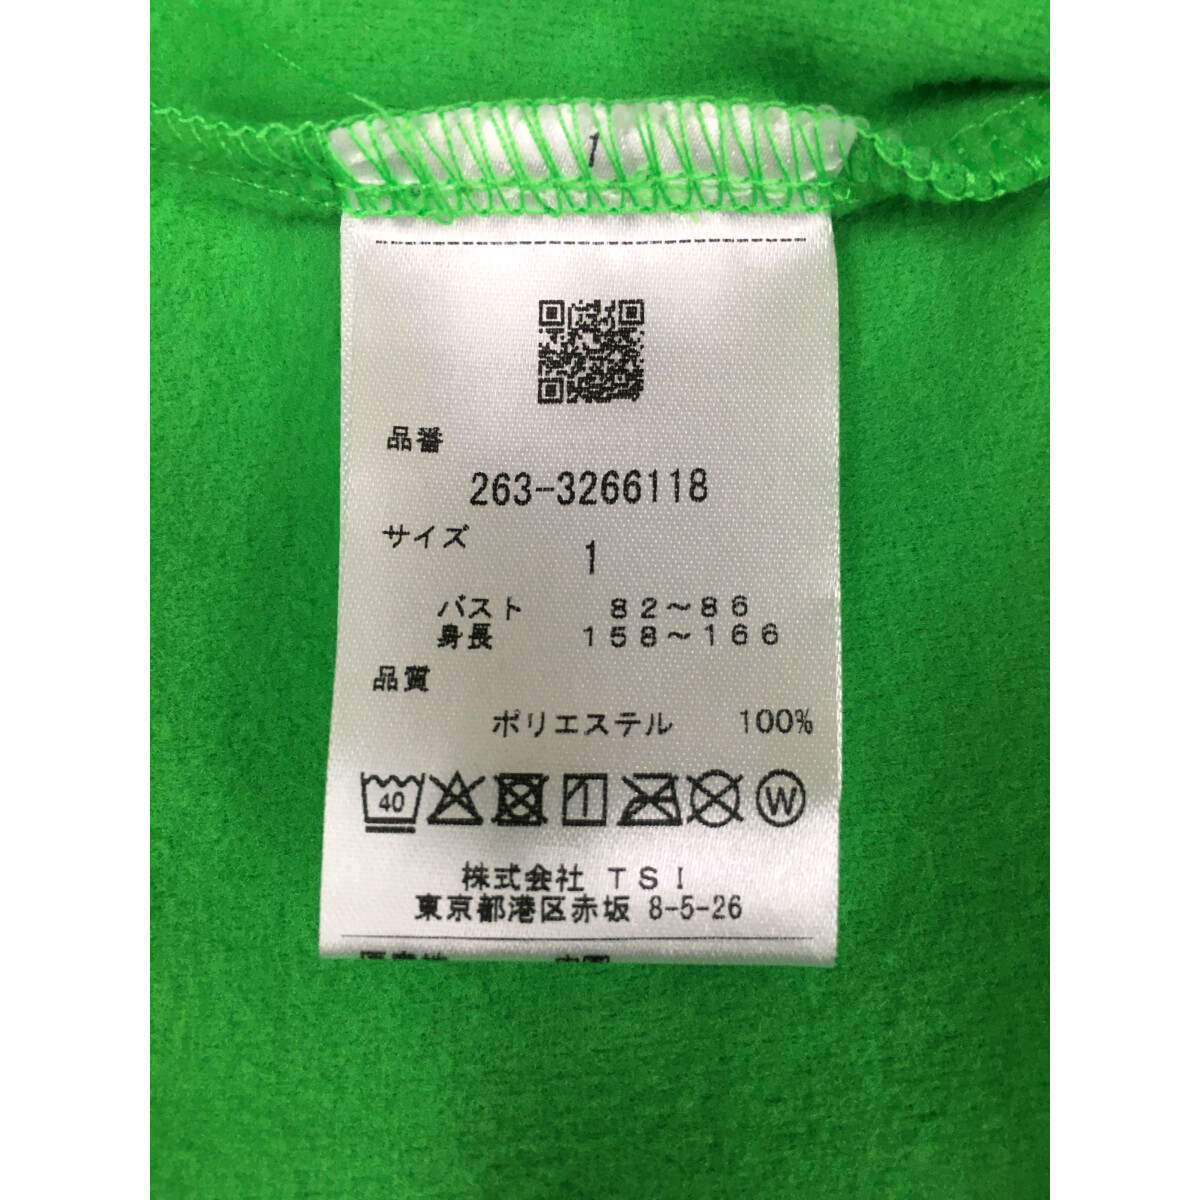 1
品番
263-3266118
サイズ
1
バスト 82～86
身長 158～166
品質
ポリエステル 100%
40 1 W
株式会社 TSI
東京都港区赤坂 8-5-26